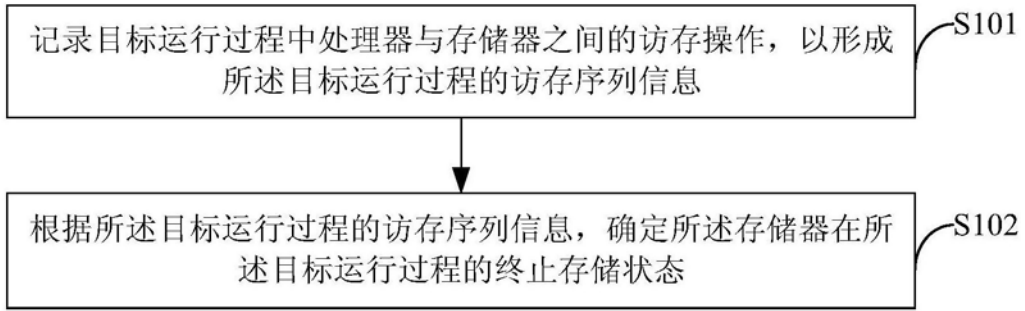 记录目标运行过程中处理器与存储器之间的访存操作，以形成
所述目标运行过程的访存序列信息
S101
根据所述目标运行过程的访存序列信息，确定所述存储器在所
述目标运行过程的终止存储状态
S102